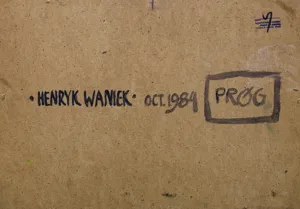 • HENRYK WANIEK • OCT. 1984 PRÓG